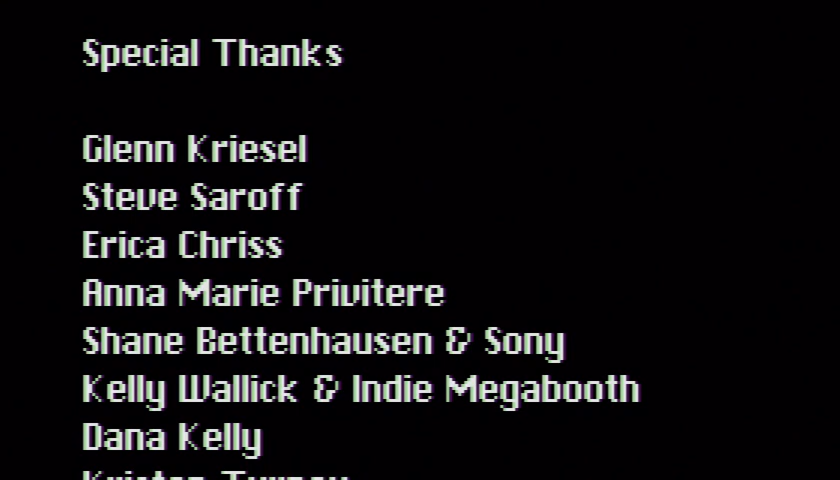 Special Thanks
Glenn Kriesel
Steve Saroff
Erica Chriss
Anna Marie Privitere
Shane Bettenhausen & Sony
Kelly Wallick & Indie Megabooth
Dana Kelly